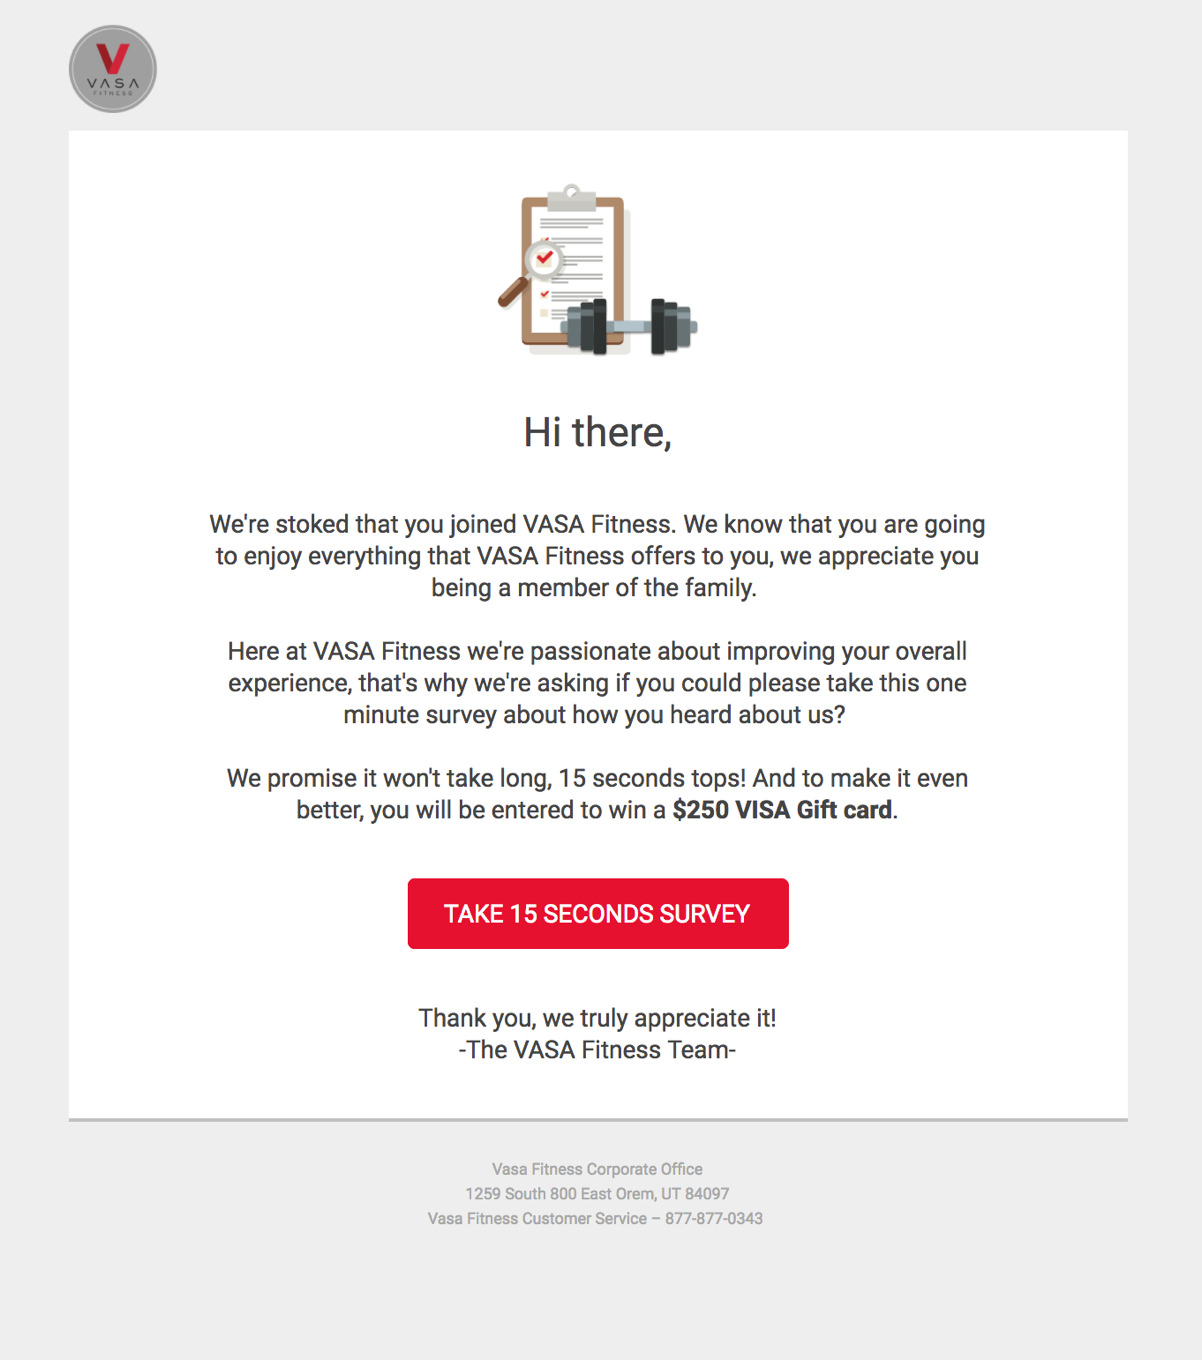 V
VASA
FITNESS
Hi there,
We're stoked that you joined VASA Fitness. We know that you are going
to enjoy everything that VASA Fitness offers to you, we appreciate you
being a member of the family.
Here at VASA Fitness we're passionate about improving your overall
experience, that's why we're asking if you could please take this one
minute survey about how you heard about us?
We promise it won't take long, 15 seconds tops! And to make it even
better, you will be entered to win a $250 VISA Gift card.
TAKE 15 SECONDS SURVEY
Thank you, we truly appreciate it!
-The VASA Fitness Team-
Vasa Fitness Corporate Office
1259 South 800 East Orem, UT 84097
Vasa Fitness Customer Service – 877-877-0343